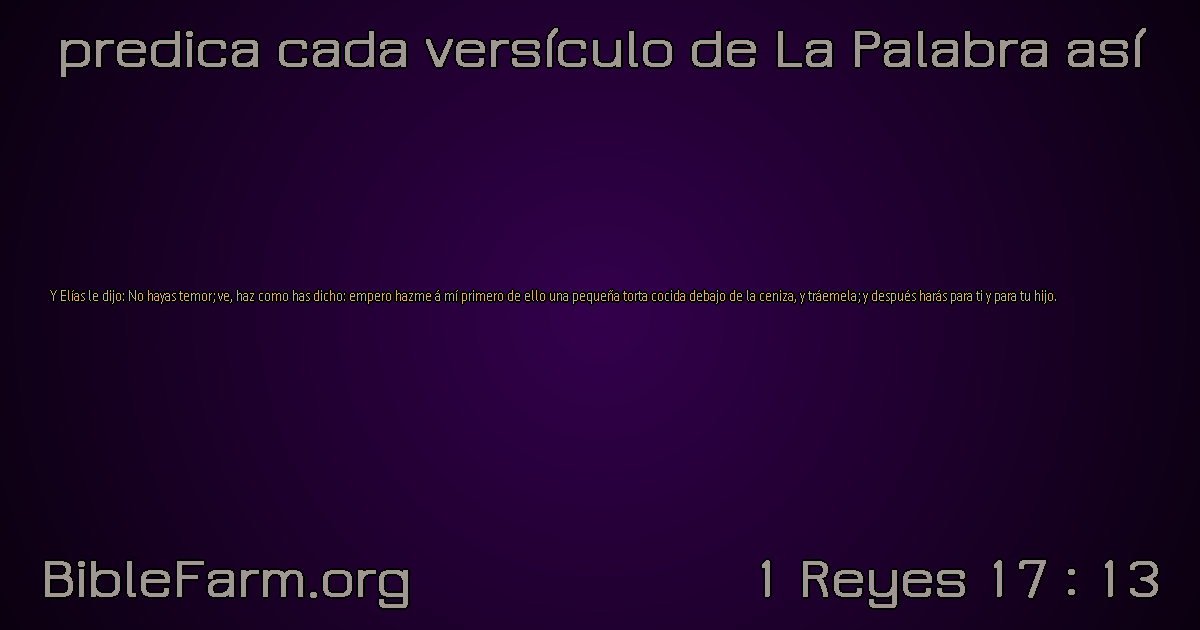 predica cada versículo de La Palabra así
Y Elías le dijo: No hayas temor; ve, haz como has dicho: empero hazme á mí primero de ello una pequeña torta cocida debajo de la ceniza, y tráemela; y después harás para ti y para tu hijo.
BibleFarm.org
1 Reyes 17 : 13